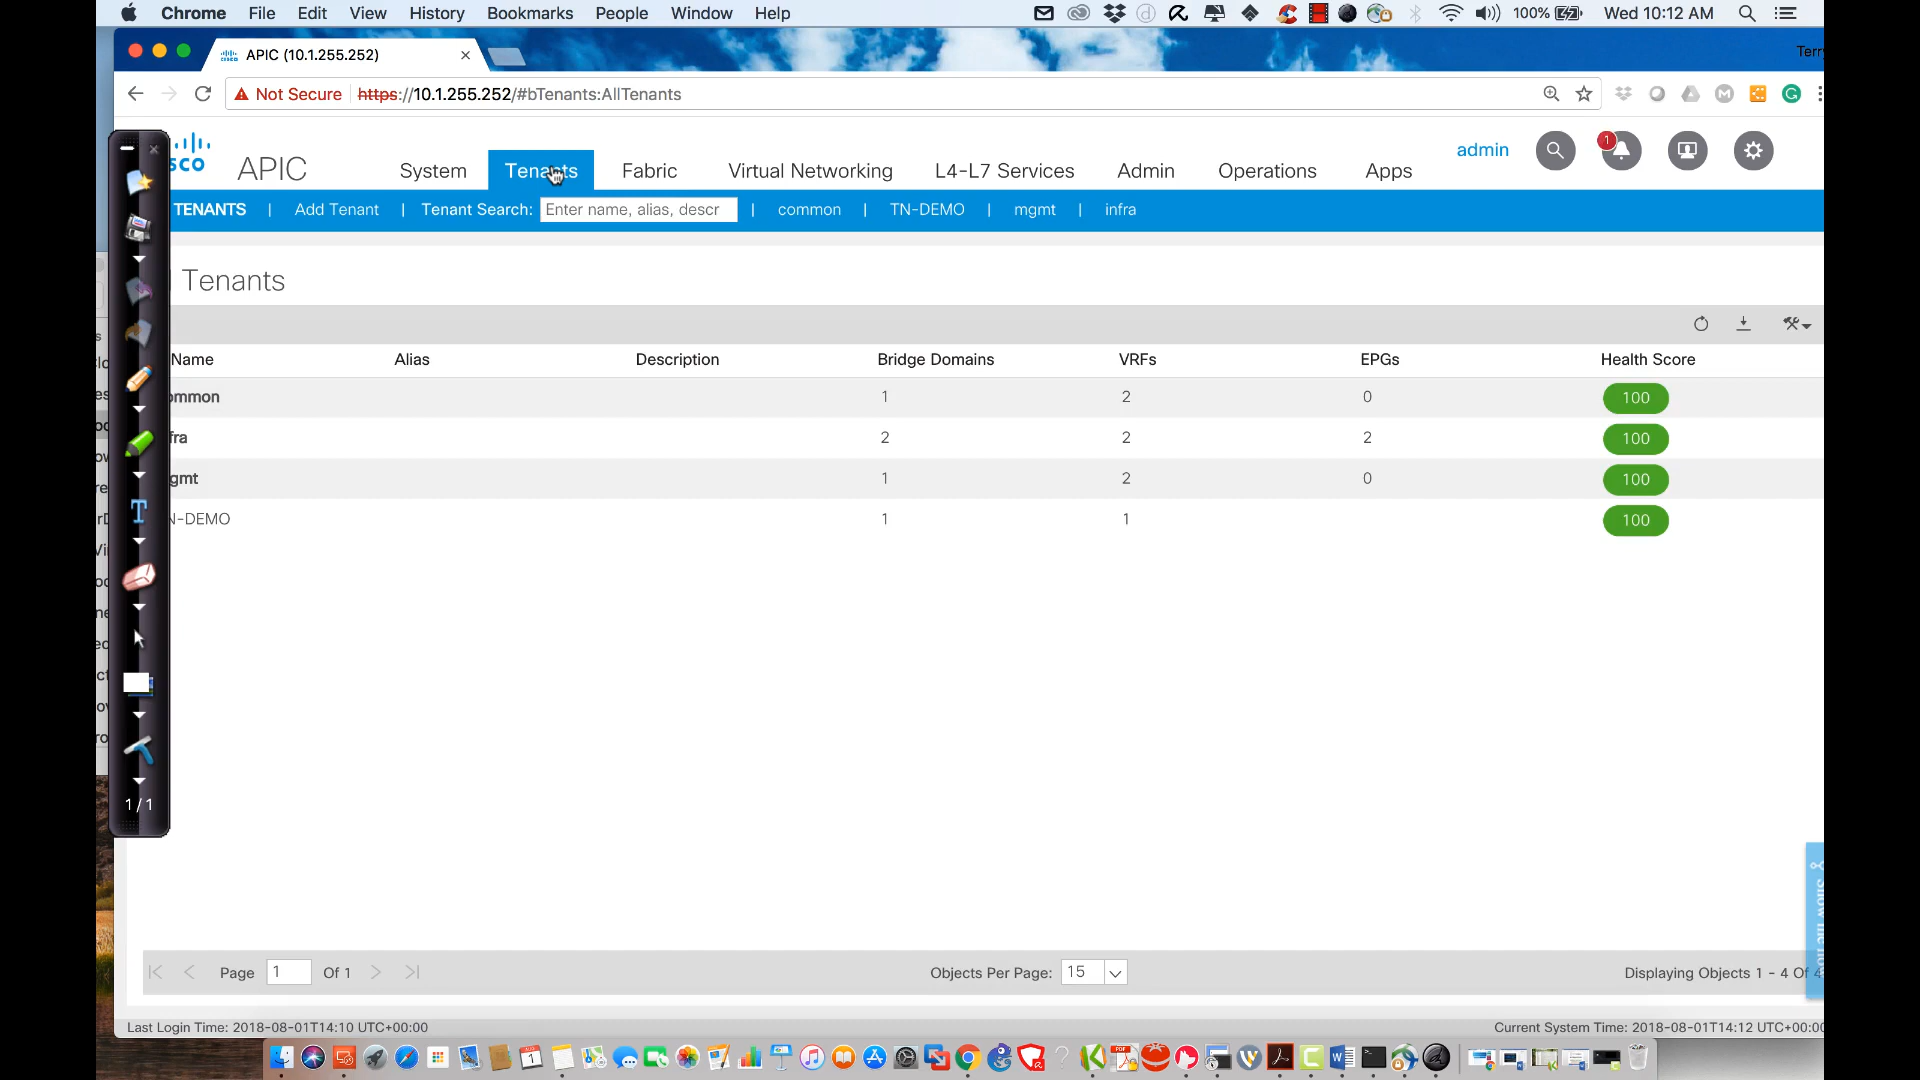 Chrome File Edit View History Bookmarks People Window Help 100% Wed 10:12 AM
APIC (10.1.255.252)
Not Secure https://10.1.255.252/#bTenants:AllTenants
sco APIC System Tenants Fabric Virtual Networking L4-L7 Services Admin Operations Apps admin 1
TENANTS | Add Tenant | Tenant Search: Enter name, alias, descr | common | TN-DEMO | mgmt | infra
Tenants
Name Alias Description Bridge Domains VRFs EPGs Health Score
ommon 1 2 0 100
fra 2 2 2 100
gmt 1 2 0 100
N-DEMO 1 1 100
1 / 1
Page 1 Of 1 Objects Per Page: 15 Displaying Objects 1 - 4 Of 4
Last Login Time: 2018-08-01T14:10 UTC+00:00 Current System Time: 2018-08-01T14:12 UTC+00:00